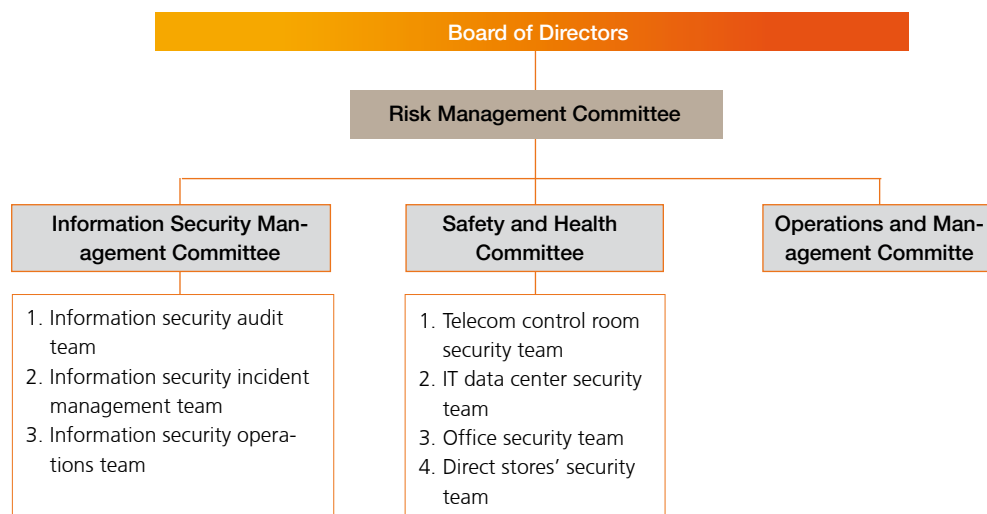 Board of Directors
Risk Management Committee
Information Security Man-
agement Committee
Safety and Health
Committee
Operations and Man-
agement Committe
1. Information security audit
team
2. Information security incident
management team
3. Information security opera-
tions team
1. Telecom control room
security team
2. IT data center security
team
3. Office security team
4. Direct stores’ security
team